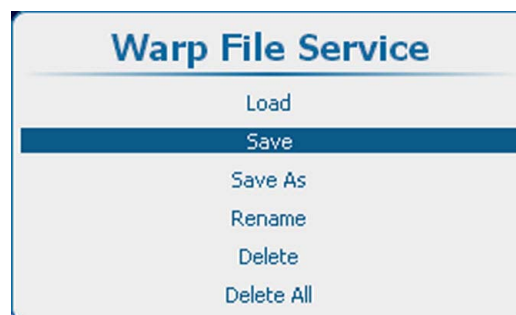 Warp File Service
Load
Save
Save As
Rename
Delete
Delete All